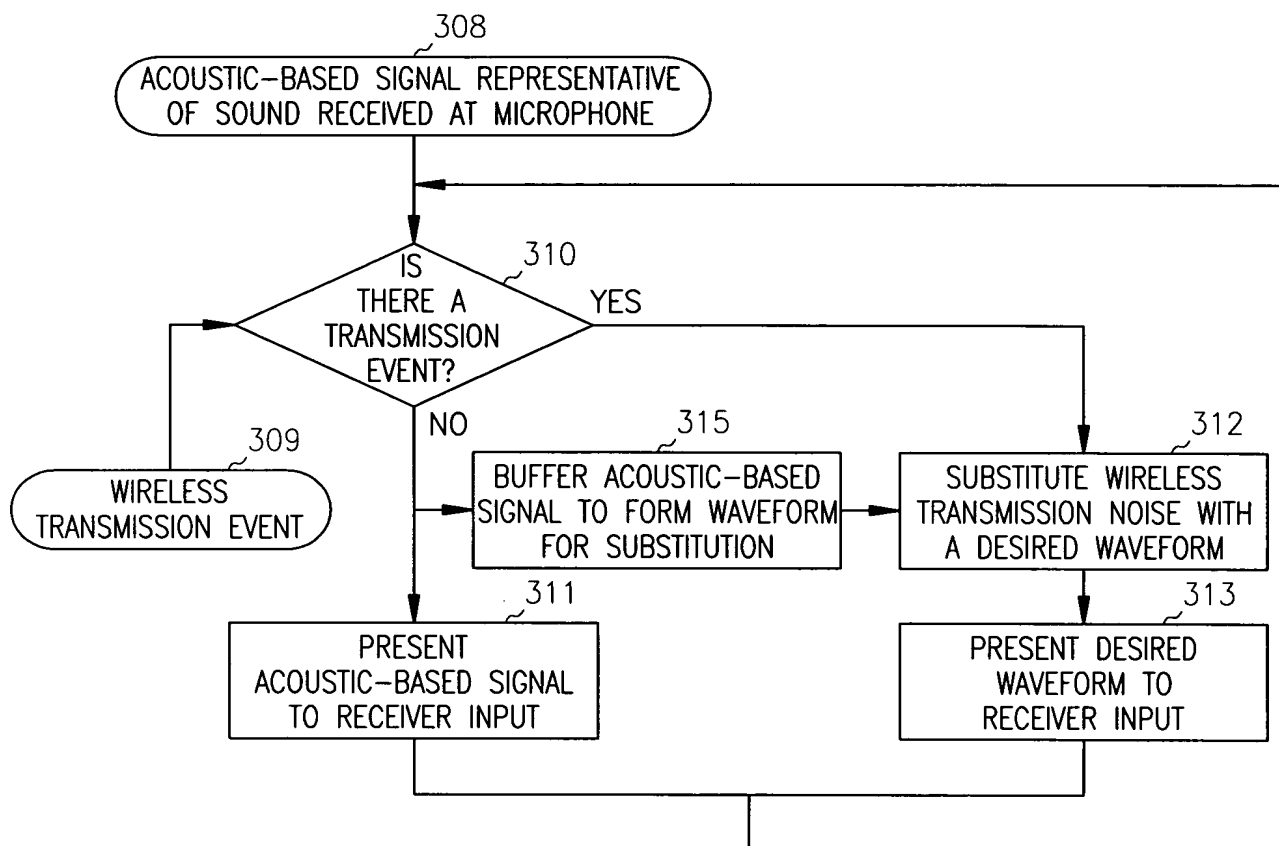 308
ACOUSTIC-BASED SIGNAL REPRESENTATIVE
OF SOUND RECEIVED AT MICROPHONE
310
IS
THERE A
TRANSMISSION
EVENT?
YES
NO
309
WIRELESS
TRANSMISSION EVENT
315
BUFFER ACOUSTIC-BASED
SIGNAL TO FORM WAVEFORM
FOR SUBSTITUTION
312
SUBSTITUTE WIRELESS
TRANSMISSION NOISE WITH
A DESIRED WAVEFORM
311
PRESENT
ACOUSTIC-BASED SIGNAL
TO RECEIVER INPUT
313
PRESENT DESIRED
WAVEFORM TO
RECEIVER INPUT